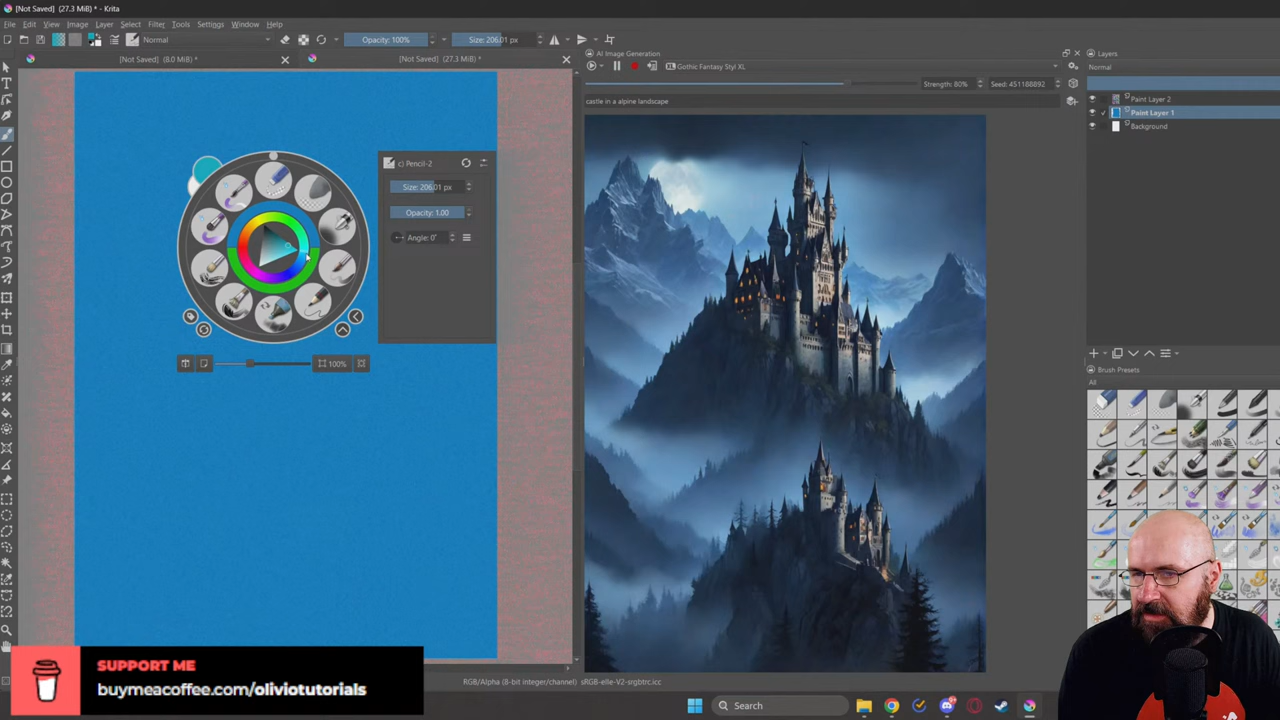 [Not Saved] (27.3 MiB) * - Krita
File Edit View Image Layer Select Filter Tools Settings Window Help
Normal
Opacity: 100%
Size: 206.01 px
[Not Saved] (8.0 MiB) *
[Not Saved] (27.3 MiB) *
AI Image Generation
Gothic Fantasy Styl XL
Strength: 80%
Seed: 451188892
castle in a alpine landscape
Layers
Normal
Paint Layer 2
Paint Layer 1
Background
c) Pencil-2
Size: 206.01 px
Opacity: 1.00
Angle: 0°
100%
Brush Presets
All
SUPPORT ME
buymeacoffee.com/oliviotutorials
RGB/Alpha (8-bit integer/channel) sRGB-elle-V2-srgbtrc.icc
Search